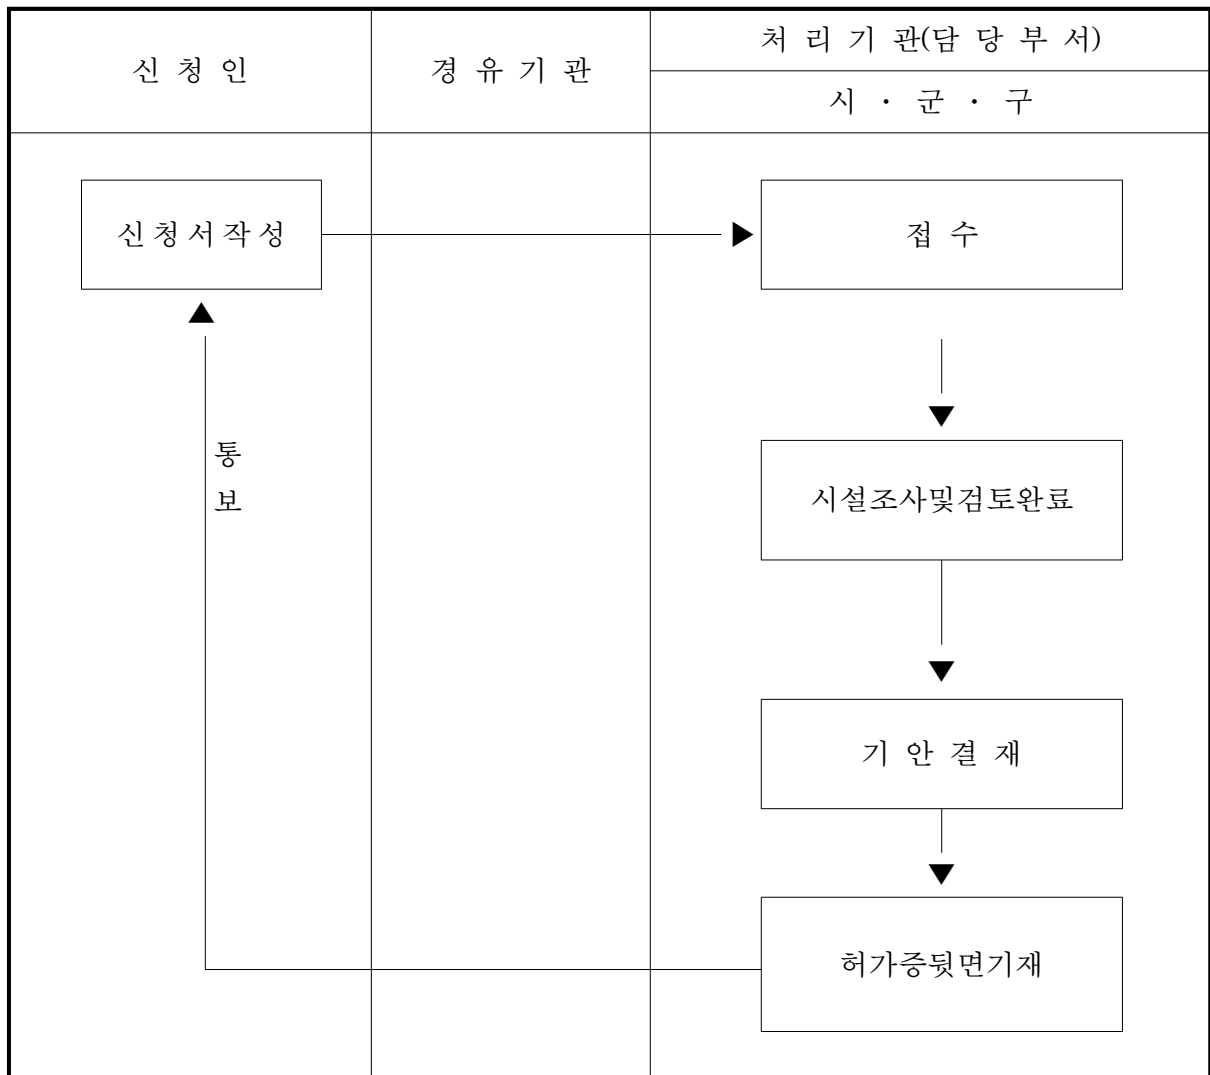 신 청 인
경 유 기 관
처 리 기 관(담 당 부 서)
시 · 군 · 구
신 청 서 작 성
접 수
통
보
시설조사및검토완료
기 안 결 재
허가증뒷면기재